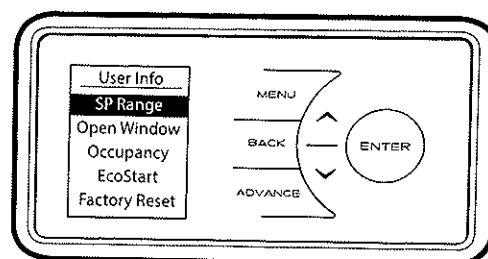 User Info
SP Range
Open Window
Occupancy
EcoStart
Factory Reset
MENU
BACK
ADVANCE
ENTER